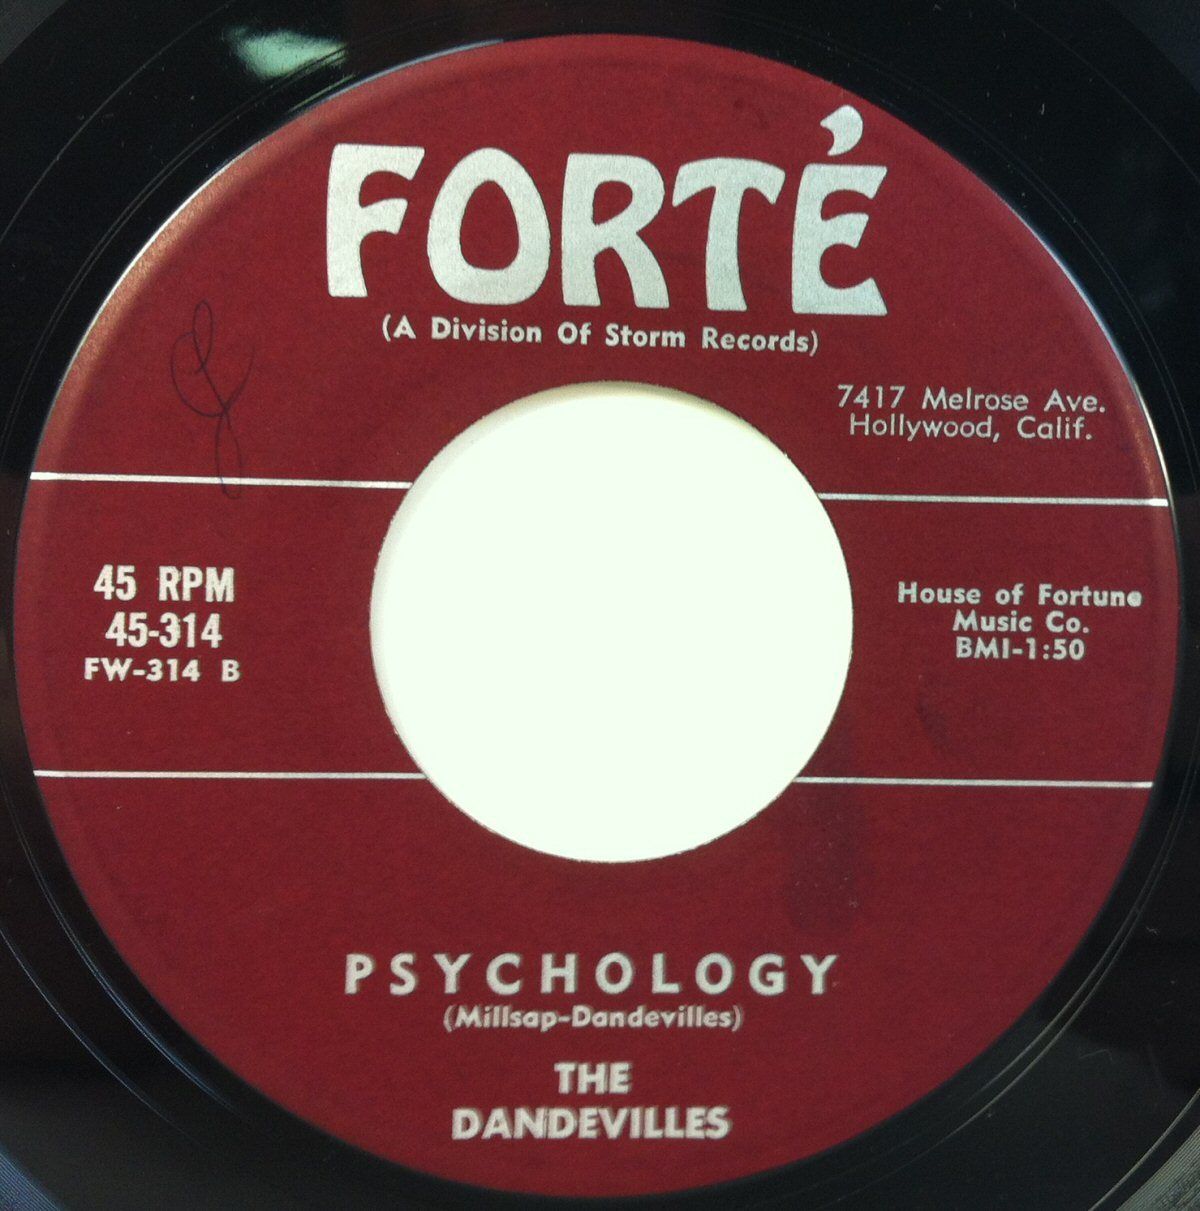 FORTÉ
(A Division Of Storm Records)
7417 Melrose Ave.
Hollywood, Calif.
45 RPM
45-314
FW-314 B
House of Fortune
Music Co.
BMI-1:50
PSYCHOLOGY
(Millsap-Dandevilles)
THE
DANDEVILLES